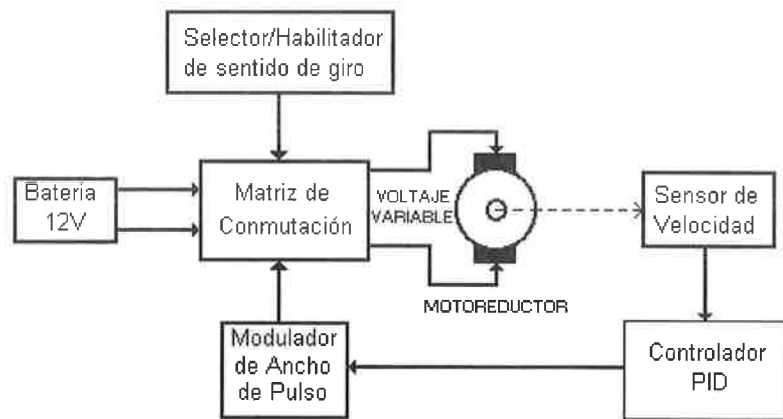 Selector/Habilitador
de sentido de giro
Bateria
12V
Matriz de
Conmutación
VOLTAJE
VARIABLE
Sensor de
Velocidad
MOTOREDUCTOR
Modulador
de Ancho
de Pulso
Controlador
PID